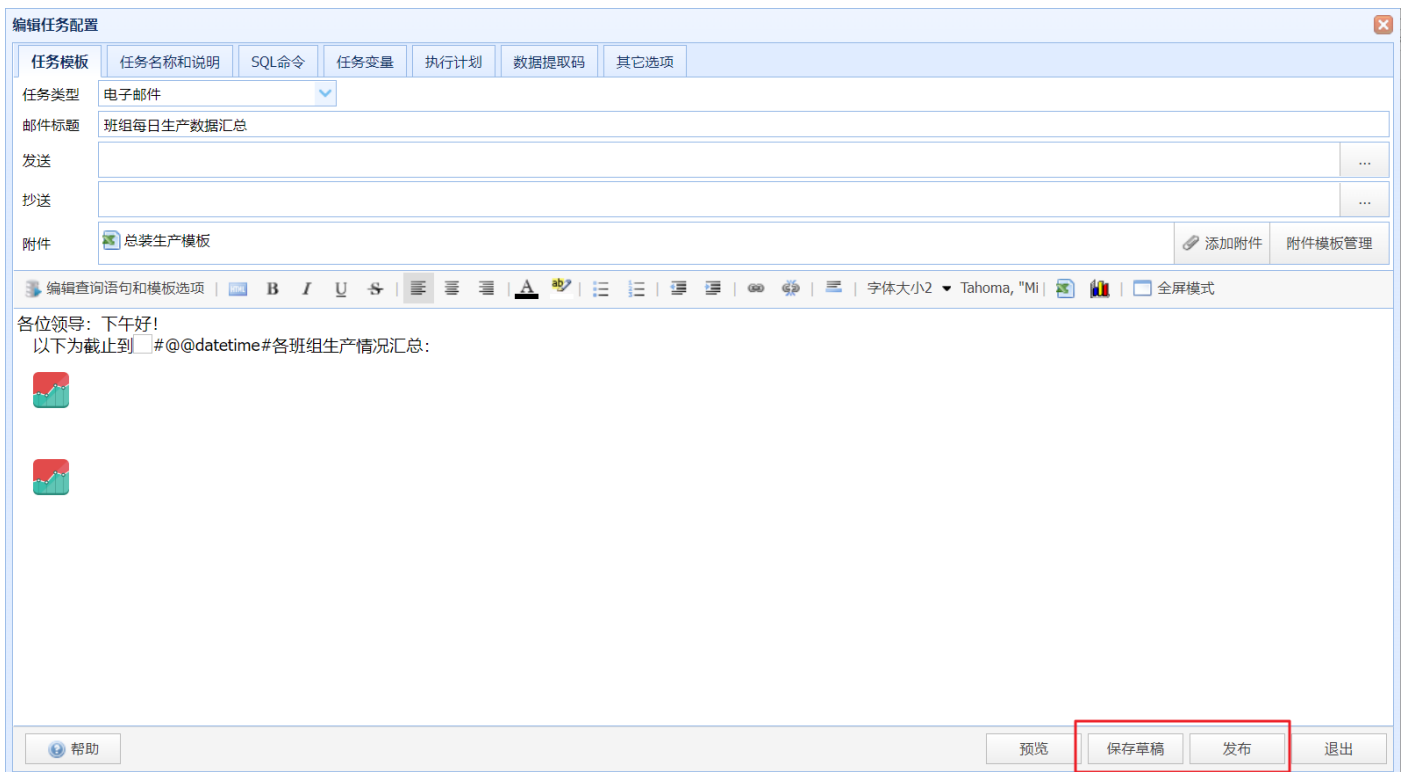 编辑任务配置
任务模板 任务名称和说明 SQL命令 任务变量 执行计划 数据提取码 其它选项
任务类型 电子邮件
邮件标题 班组每日生产数据汇总
发送 ...
抄送 ...
附件 总装生产模板 添加附件 附件模板管理
编辑查询语句和模板选项 HTML B I U S A ab 字体大小2 Tahoma, "Mi 全屏模式
各位领导：下午好！
以下为截止到 #@@datetime#各班组生产情况汇总：
帮助 预览 保存草稿 发布 退出